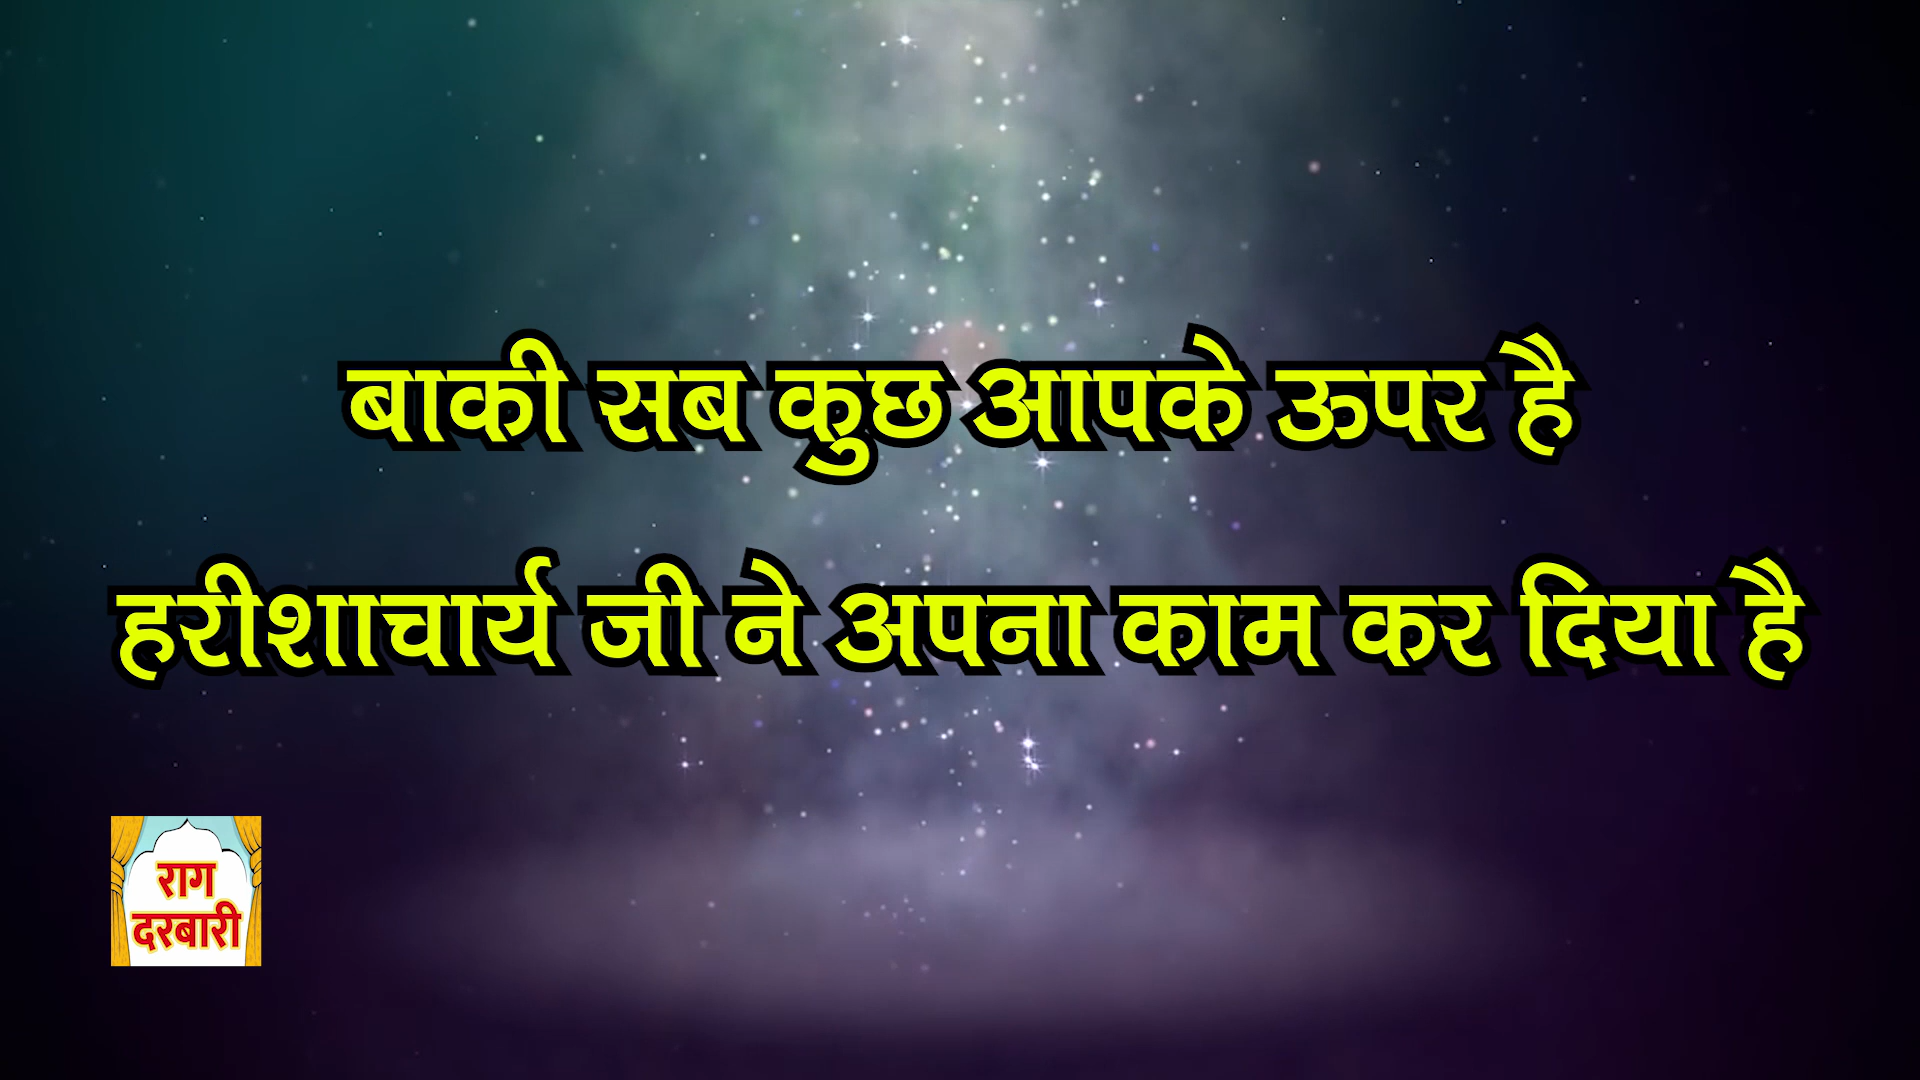 बाकी सब कुछ आपके ऊपर है
हरीशाचार्य जी ने अपना काम कर दिया है
राग
दरबारी